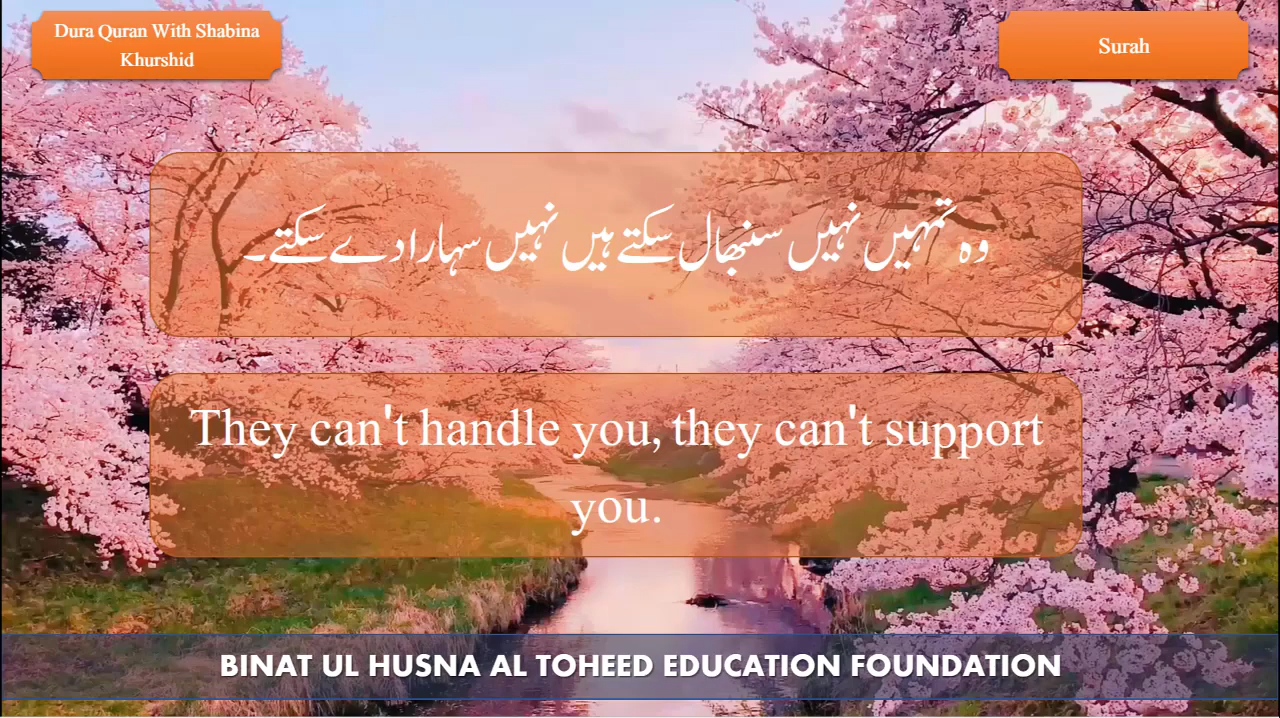 Dura Quran With Shabina
Khurshid
Surah
وہ تمہیں نہیں سنبھال سکتے ہیں نہیں سہارا دے سکتے۔
They can't handle you, they can't support
you.
BINAT UL HUSNA AL TOHEED EDUCATION FOUNDATION